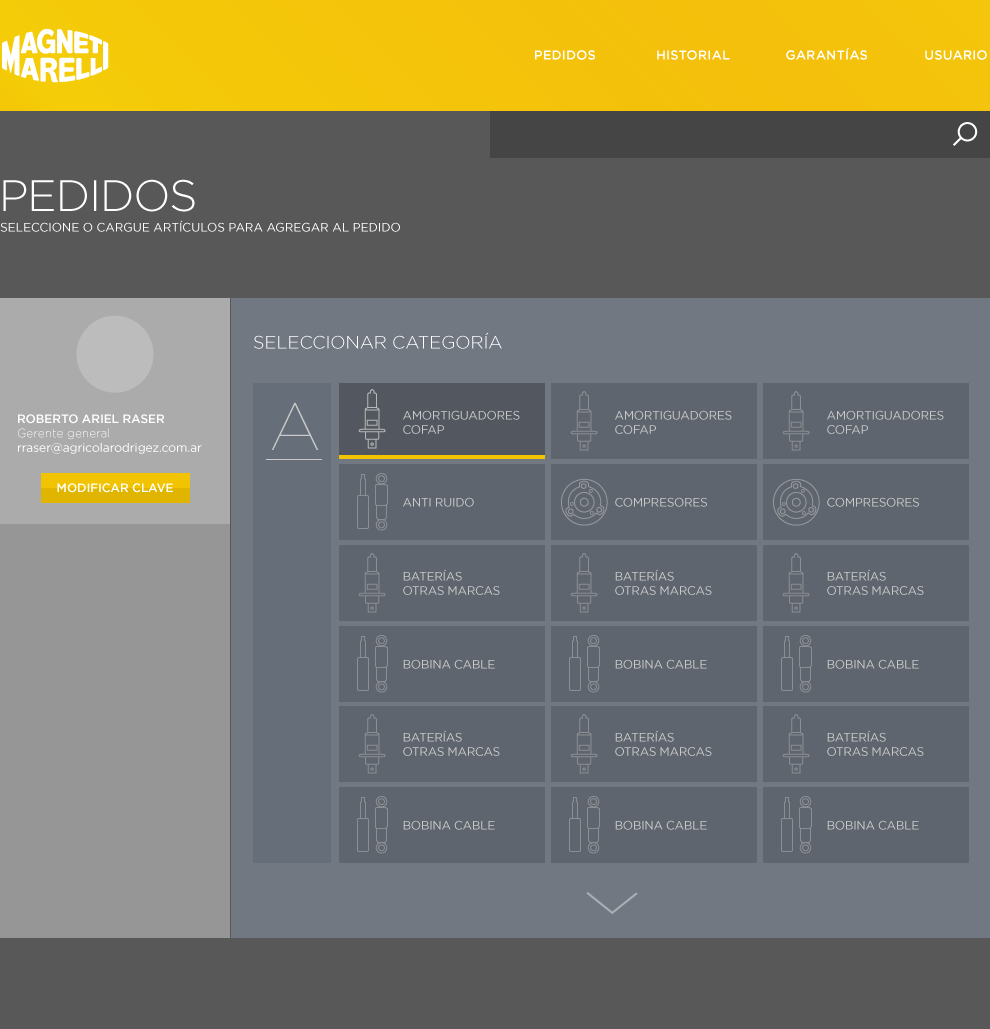 MAGNETI
MARELLI
PEDIDOS HISTORIAL GARANTÍAS USUARIO
PEDIDOS
SELECCIONE O CARGUE ARTÍCULOS PARA AGREGAR AL PEDIDO
SELECCIONAR CATEGORÍA
ROBERTO ARIEL RASER
Gerente general
rraser@agricolarodrigez.com.ar
MODIFICAR CLAVE
A
AMORTIGUADORES
COFAP
AMORTIGUADORES
COFAP
AMORTIGUADORES
COFAP
ANTI RUIDO
COMPRESORES
COMPRESORES
BATERÍAS
OTRAS MARCAS
BATERÍAS
OTRAS MARCAS
BATERÍAS
OTRAS MARCAS
BOBINA CABLE
BOBINA CABLE
BOBINA CABLE
BATERÍAS
OTRAS MARCAS
BATERÍAS
OTRAS MARCAS
BATERÍAS
OTRAS MARCAS
BOBINA CABLE
BOBINA CABLE
BOBINA CABLE